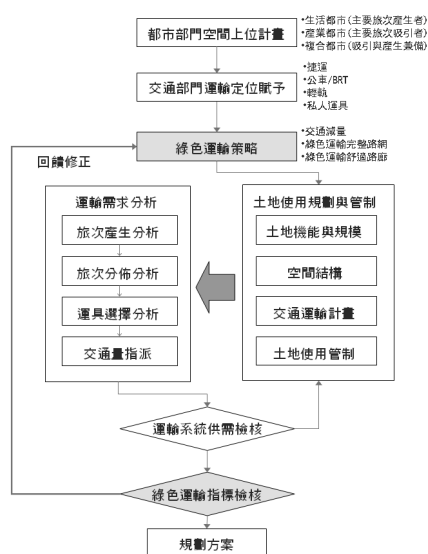 都市部門空間上位計畫
•生活都市(主要旅次產生者)
•產業都市(主要旅次吸引者)
•複合都市(吸引與產生兼備)
交通部門運輸定位賦予
•捷運
•公車/BRT
•輕軌
•私人運具
綠色運輸策略
•交通減量
•綠色運輸完整路網
•綠色運輸舒適路廊
回饋修正
運輸需求分析
旅次產生分析
旅次分佈分析
運具選擇分析
交通量指派
土地使用規劃與管制
土地機能與規模
空間結構
交通運輸計畫
土地使用管制
運輸系統供需檢核
綠色運輸指標檢核
規劃方案